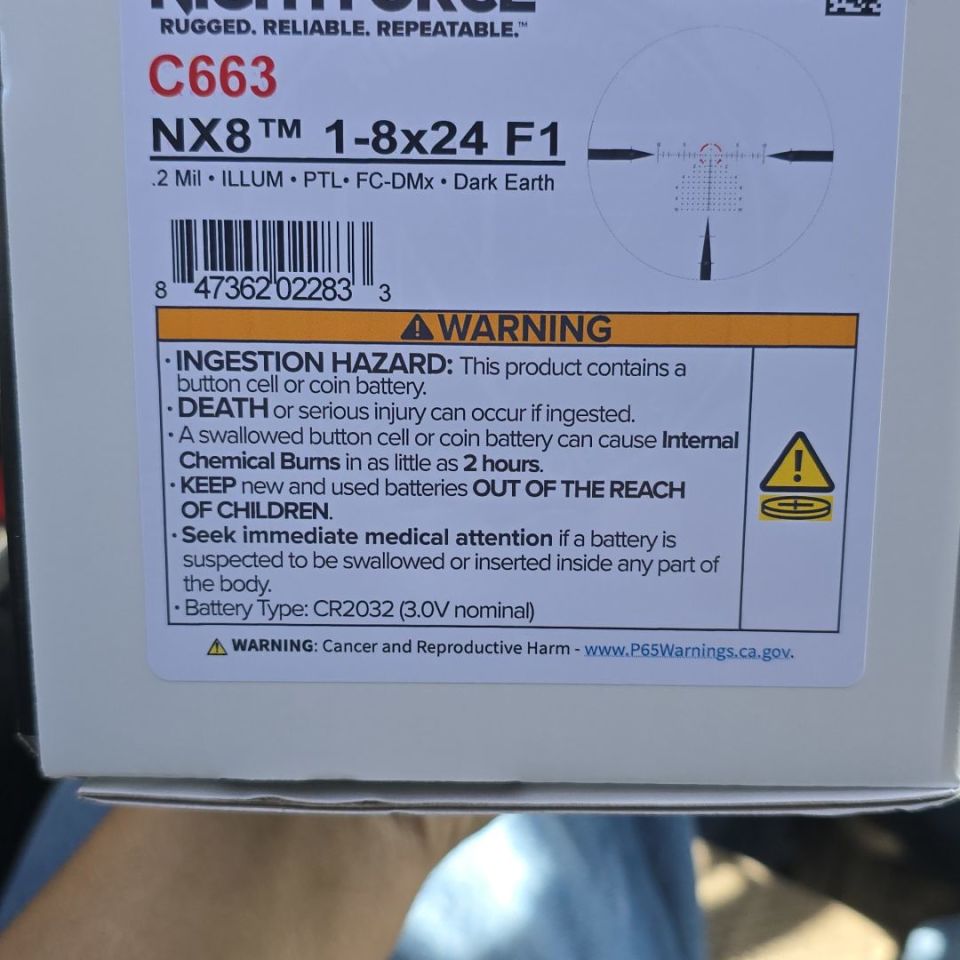 NIGHTFORCE
RUGGED. RELIABLE. REPEATABLE.™
C663
NX8™ 1-8x24 F1
.2 Mil • ILLUM • PTL• FC-DMx • Dark Earth
8 47362 02283 3
WARNING
• INGESTION HAZARD: This product contains a
button cell or coin battery.
• DEATH or serious injury can occur if ingested.
• A swallowed button cell or coin battery can cause Internal
Chemical Burns in as little as 2 hours.
• KEEP new and used batteries OUT OF THE REACH
OF CHILDREN.
• Seek immediate medical attention if a battery is
suspected to be swallowed or inserted inside any part of
the body.
• Battery Type: CR2032 (3.0V nominal)
WARNING: Cancer and Reproductive Harm - www.P65Warnings.ca.gov.